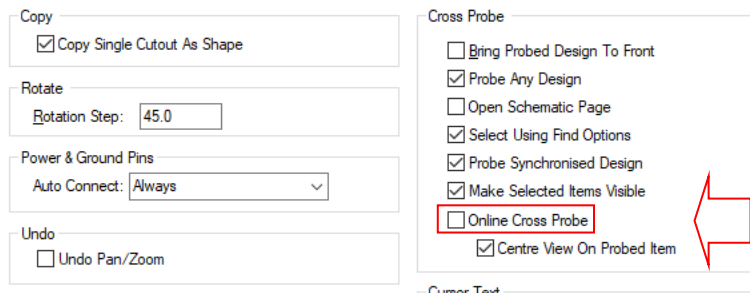 Copy
Copy Single Cutout As Shape
Rotate
Rotation Step: 45.0
Power & Ground Pins
Auto Connect: Always
Undo
Undo Pan/Zoom
Cross Probe
Bring Probed Design To Front
Probe Any Design
Open Schematic Page
Select Using Find Options
Probe Synchronised Design
Make Selected Items Visible
Online Cross Probe
Centre View On Probed Item
Cursor Text